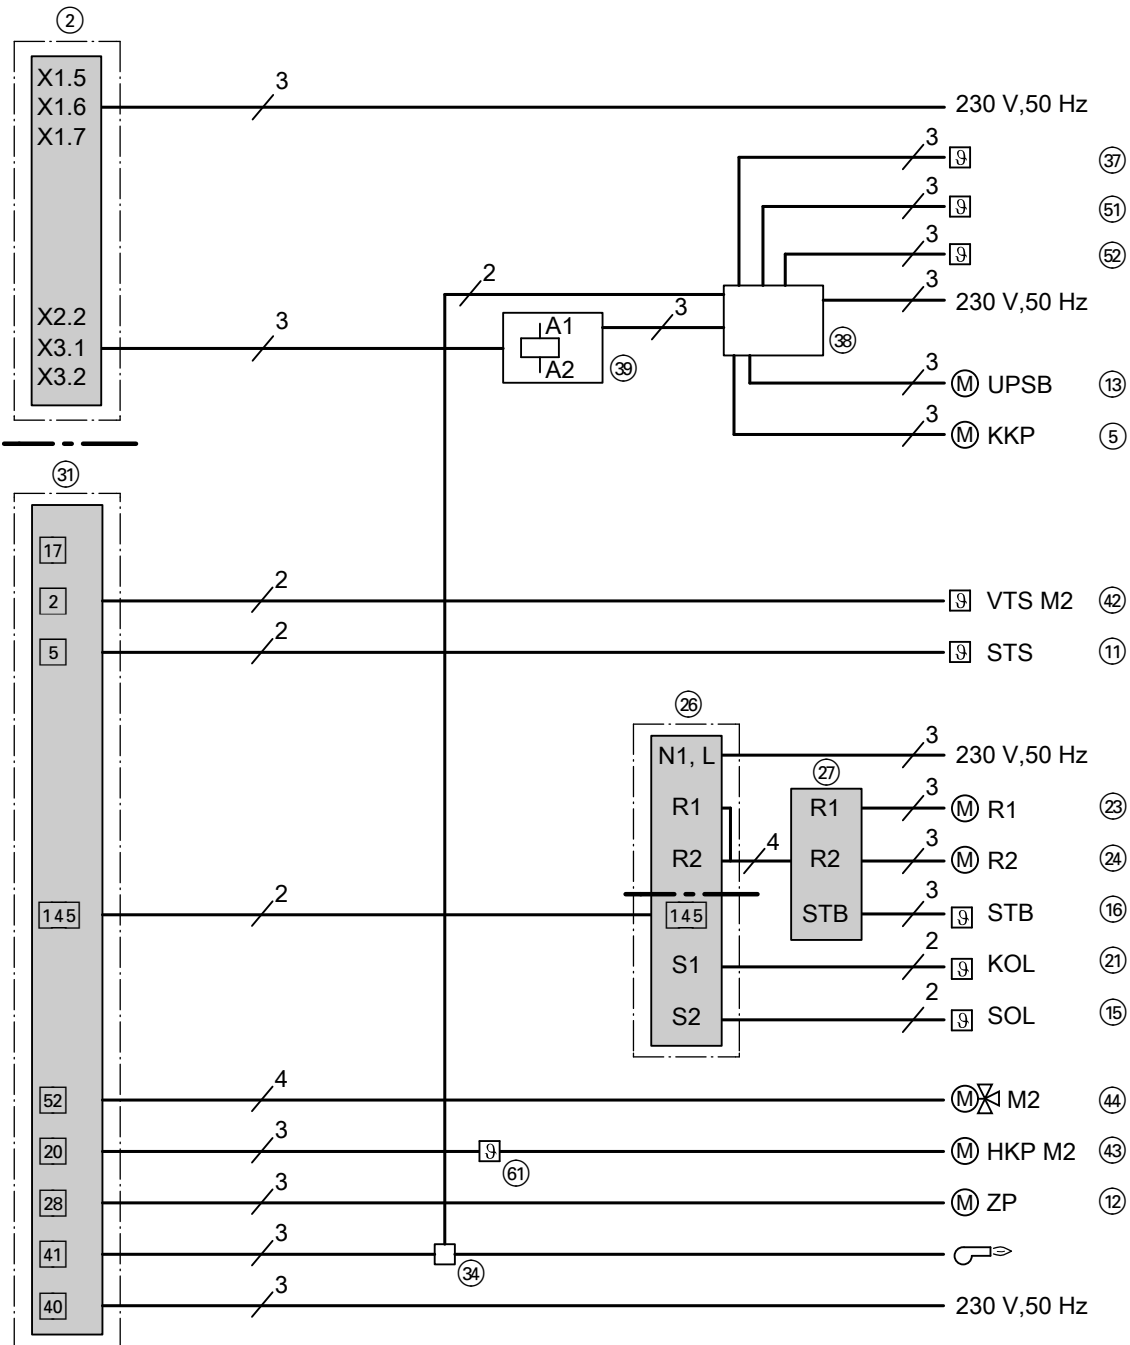 2
X1.5
X1.6
X1.7
3
230 V,50 Hz
3
ϑ
37
3
ϑ
51
3
ϑ
52
2
3
230 V,50 Hz
X2.2
X3.1
X3.2
3
A1
A2
39
3
38
3
M UPSB 13
3
M KKP 5
31
17
2
2
ϑ VTS M2 42
5
2
ϑ STS 11
26
N1, L
3
230 V,50 Hz
27
R1
R1
3
M R1 23
R2
4
R2
3
M R2 24
145
2
145
STB
3
ϑ STB 16
S1
2
ϑ KOL 21
S2
2
ϑ SOL 15
52
4
M M2 44
20
3
ϑ
61
M HKP M2 43
28
3
M ZP 12
41
3
34
40
3
230 V,50 Hz